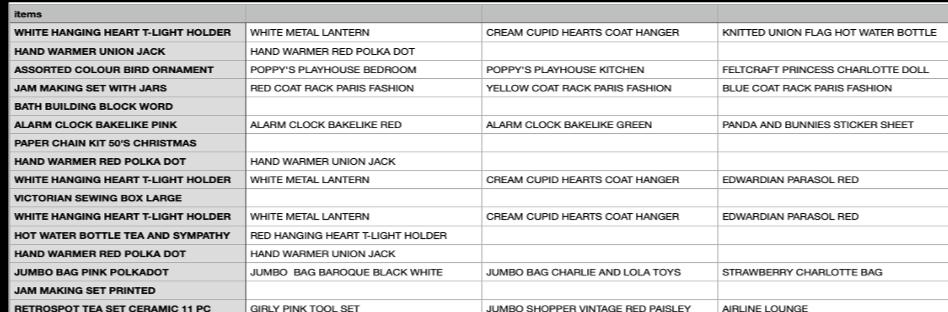 items
WHITE HANGING HEART T-LIGHT HOLDER WHITE METAL LANTERN CREAM CUPID HEARTS COAT HANGER KNITTED UNION FLAG HOT WATER BOTTLE
HAND WARMER UNION JACK HAND WARMER RED POLKA DOT
ASSORTED COLOUR BIRD ORNAMENT POPPY'S PLAYHOUSE BEDROOM POPPY'S PLAYHOUSE KITCHEN FELTCRAFT PRINCESS CHARLOTTE DOLL
JAM MAKING SET WITH JARS RED COAT RACK PARIS FASHION YELLOW COAT RACK PARIS FASHION BLUE COAT RACK PARIS FASHION
BATH BUILDING BLOCK WORD
ALARM CLOCK BAKELIKE PINK ALARM CLOCK BAKELIKE RED ALARM CLOCK BAKELIKE GREEN PANDA AND BUNNIES STICKER SHEET
PAPER CHAIN KIT 50'S CHRISTMAS
HAND WARMER RED POLKA DOT HAND WARMER UNION JACK
WHITE HANGING HEART T-LIGHT HOLDER WHITE METAL LANTERN CREAM CUPID HEARTS COAT HANGER EDWARDIAN PARASOL RED
VICTORIAN SEWING BOX LARGE
WHITE HANGING HEART T-LIGHT HOLDER WHITE METAL LANTERN CREAM CUPID HEARTS COAT HANGER EDWARDIAN PARASOL RED
HOT WATER BOTTLE TEA AND SYMPATHY RED HANGING HEART T-LIGHT HOLDER
HAND WARMER RED POLKA DOT HAND WARMER UNION JACK
JUMBO BAG PINK POLKADOT JUMBO BAG BAROQUE BLACK WHITE JUMBO BAG CHARLIE AND LOLA TOYS STRAWBERRY CHARLOTTE BAG
JAM MAKING SET PRINTED
RETROSPOT TEA SET CERAMIC 11 PC GIRLY PINK TOOL SET JUMBO SHOPPER VINTAGE RED PAISLEY AIRLINE LOUNGE